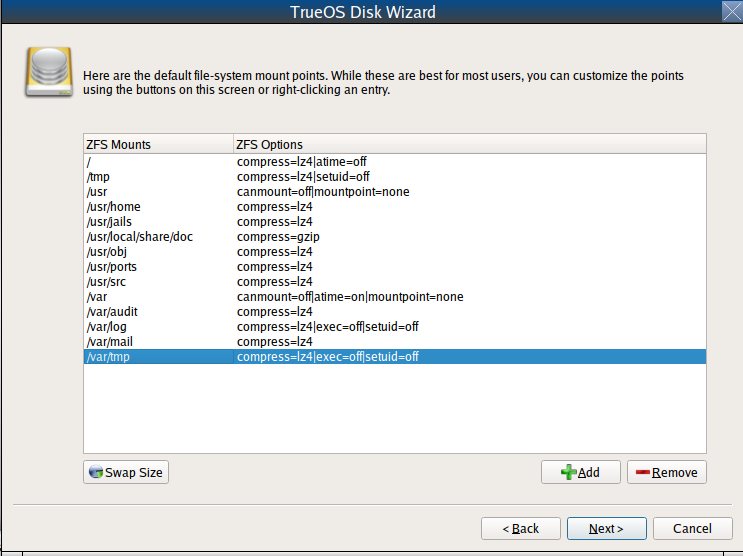 TrueOS Disk Wizard
Here are the default file-system mount points. While these are best for most users, you can customize the points
using the buttons on this screen or right-clicking an entry.
ZFS Mounts ZFS Options
/ compress=lz4|atime=off
/tmp compress=lz4|setuid=off
/usr canmount=off|mountpoint=none
/usr/home compress=lz4
/usr/jails compress=lz4
/usr/local/share/doc compress=gzip
/usr/obj compress=lz4
/usr/ports compress=lz4
/usr/src compress=lz4
/var canmount=off|atime=on|mountpoint=none
/var/audit compress=lz4
/var/log compress=lz4|exec=off|setuid=off
/var/mail compress=lz4
/var/tmp compress=lz4|exec=off|setuid=off
Swap Size Add Remove
< Back Next > Cancel